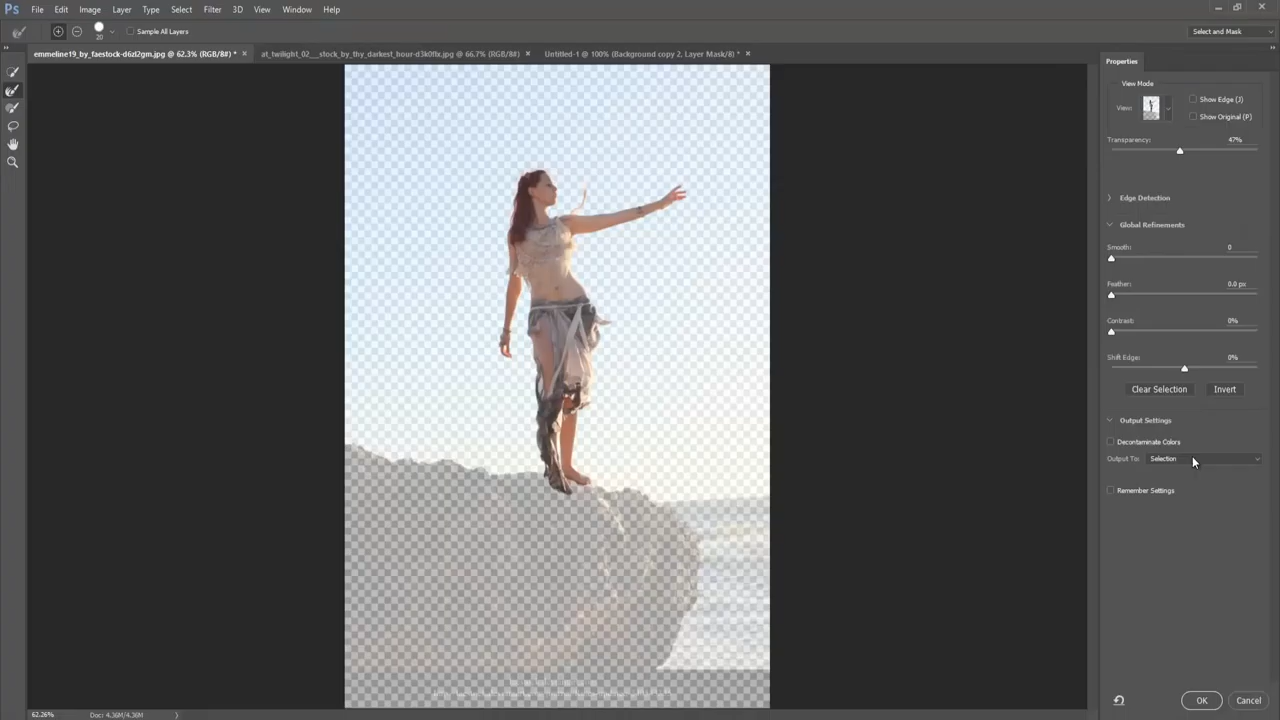 Ps File Edit Image Layer Type Select Filter 3D View Window Help
20 Sample All Layers Select and Mask
emmeline19_by_faestock-d6zl2gm.jpg @ 62.3% (RGB/8#) * × at_twilight_02__stock_by_thy_darkest_hour-d3k0flx.jpg @ 66.7% (RGB/8#) × Untitled-1 @ 100% (Background copy 2, Layer Mask/8) * ×
Properties
View Mode
View:
Show Edge (J)
Show Original (P)
Transparency: 47%
Edge Detection
Global Refinements
Smooth: 0
Feather: 0.0 px
Contrast: 0%
Shift Edge: 0%
Clear Selection Invert
Output Settings
Decontaminate Colors
Output To: Selection
Remember Settings
OK Cancel
62.26% Doc: 4.36M/4.36M